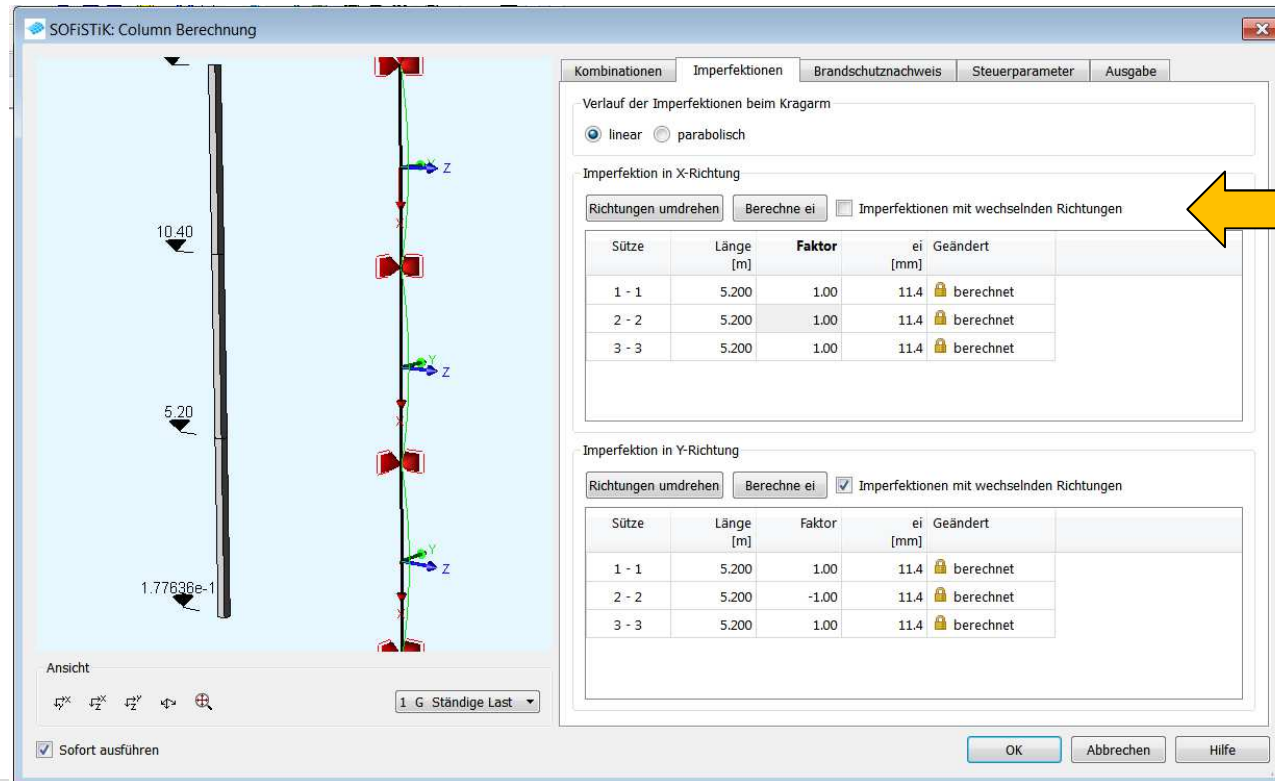 SOFiSTiK: Column Berechnung
10.40
5.20
1.77636e-1
Y
Z
X
Y
Z
X
Y
Z
X
Ansicht
1 G Ständige Last
Sofort ausführen
Kombinationen Imperfektionen Brandschutznachweis Steuerparameter Ausgabe
Verlauf der Imperfektionen beim Kragarm
linear parabolisch
Imperfektion in X-Richtung
Richtungen umdrehen Berechne ei Imperfektionen mit wechselnden Richtungen
Sütze Länge Faktor ei Geändert
[m] [mm]
1 - 1 5.200 1.00 11.4 berechnet
2 - 2 5.200 1.00 11.4 berechnet
3 - 3 5.200 1.00 11.4 berechnet
Imperfektion in Y-Richtung
Richtungen umdrehen Berechne ei Imperfektionen mit wechselnden Richtungen
Sütze Länge Faktor ei Geändert
[m] [mm]
1 - 1 5.200 1.00 11.4 berechnet
2 - 2 5.200 -1.00 11.4 berechnet
3 - 3 5.200 1.00 11.4 berechnet
OK Abbrechen Hilfe